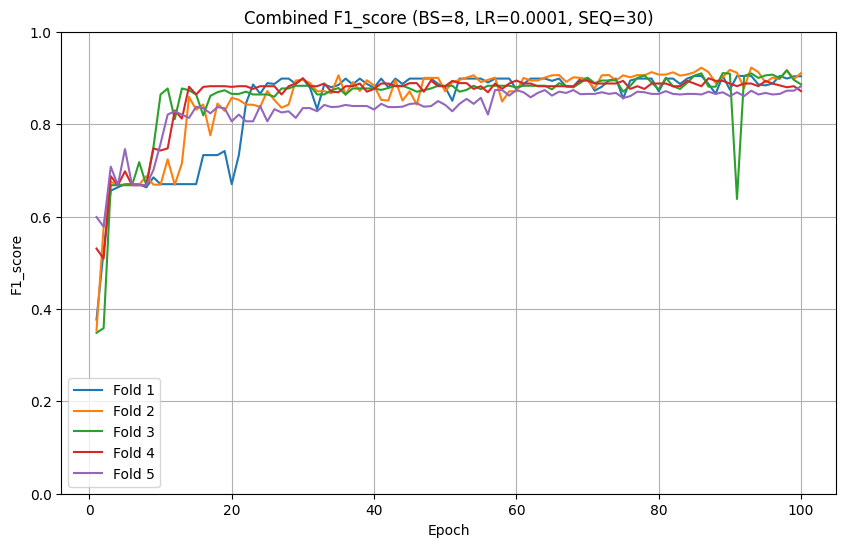 Combined F1_score (BS=8, LR=0.0001, SEQ=30)
1.0
0.8
0.6
0.4
0.2
0.0
F1_score
Fold 1
Fold 2
Fold 3
Fold 4
Fold 5
0 20 40 60 80 100
Epoch